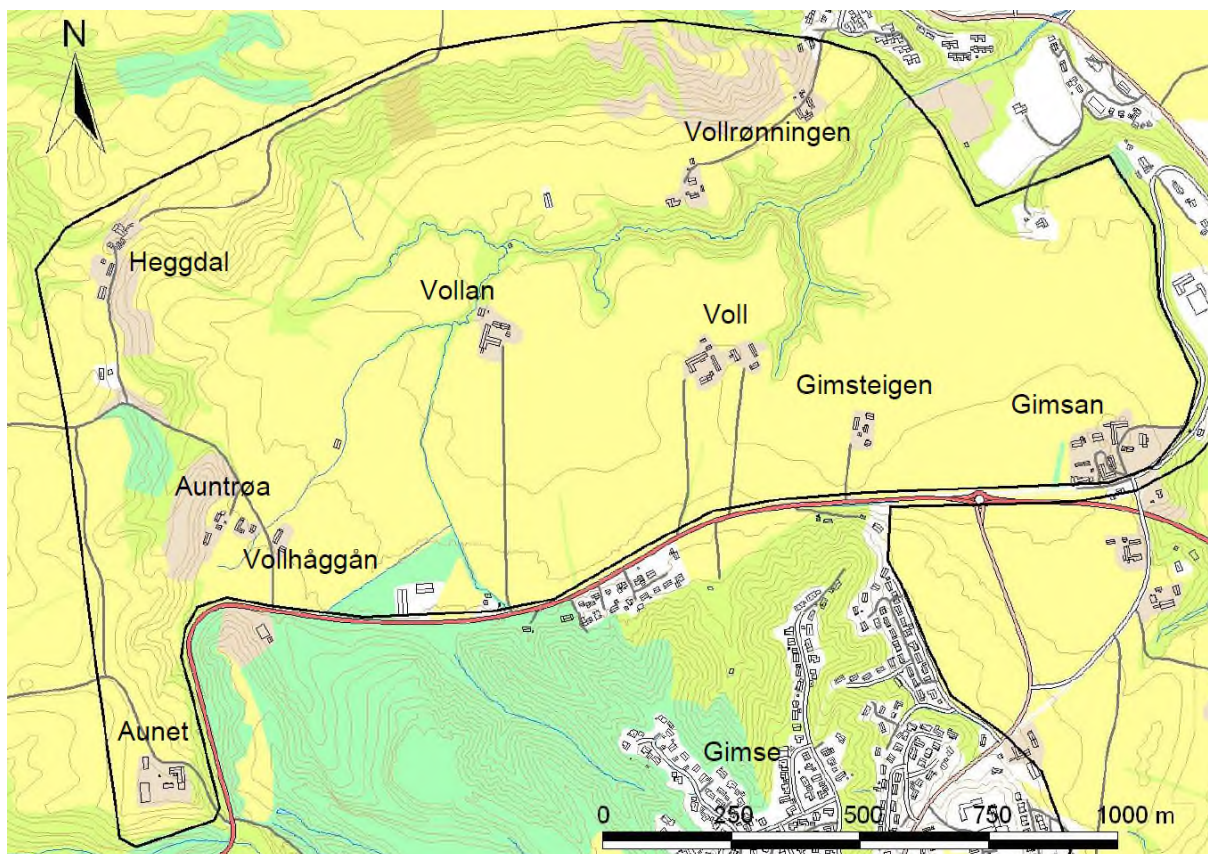 N
Vollrønningen
Heggdal
Vollan
Voll
Gimsteigen
Gimsan
Auntrøa
Vollhåggån
Aunet
Gimse
0 250 500 750 1000 m